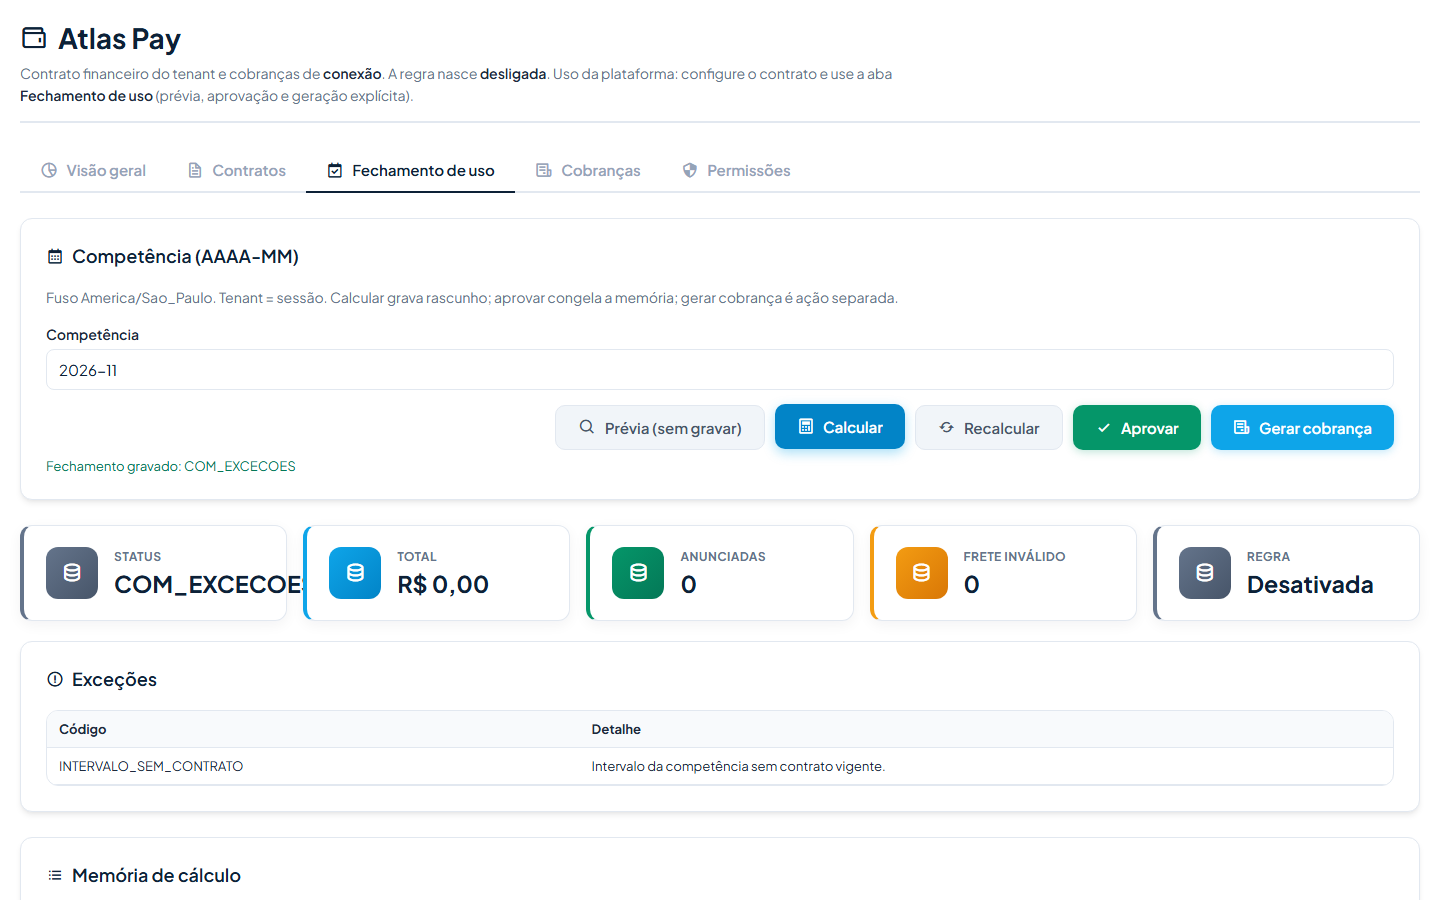 Atlas Pay
Contrato financeiro do tenant e cobranças de conexão. A regra nasce desligada. Uso da plataforma: configure o contrato e use a aba
Fechamento de uso (prévia, aprovação e geração explícita).
Visão geral
Contratos
Fechamento de uso
Cobranças
Permissões
Competência (AAAA-MM)
Fuso America/Sao_Paulo. Tenant = sessão. Calcular grava rascunho; aprovar congela a memória; gerar cobrança é ação separada.
Competência
2026-11
Prévia (sem gravar)
Calcular
Recalcular
Aprovar
Gerar cobrança
Fechamento gravado: COM_EXCECOES
STATUS
COM_EXCECOES
TOTAL
R$ 0,00
ANUNCIADAS
0
FRETE INVÁLIDO
0
REGRA
Desativada
Exceções
Código
Detalhe
INTERVALO_SEM_CONTRATO
Intervalo da competência sem contrato vigente.
Memória de cálculo